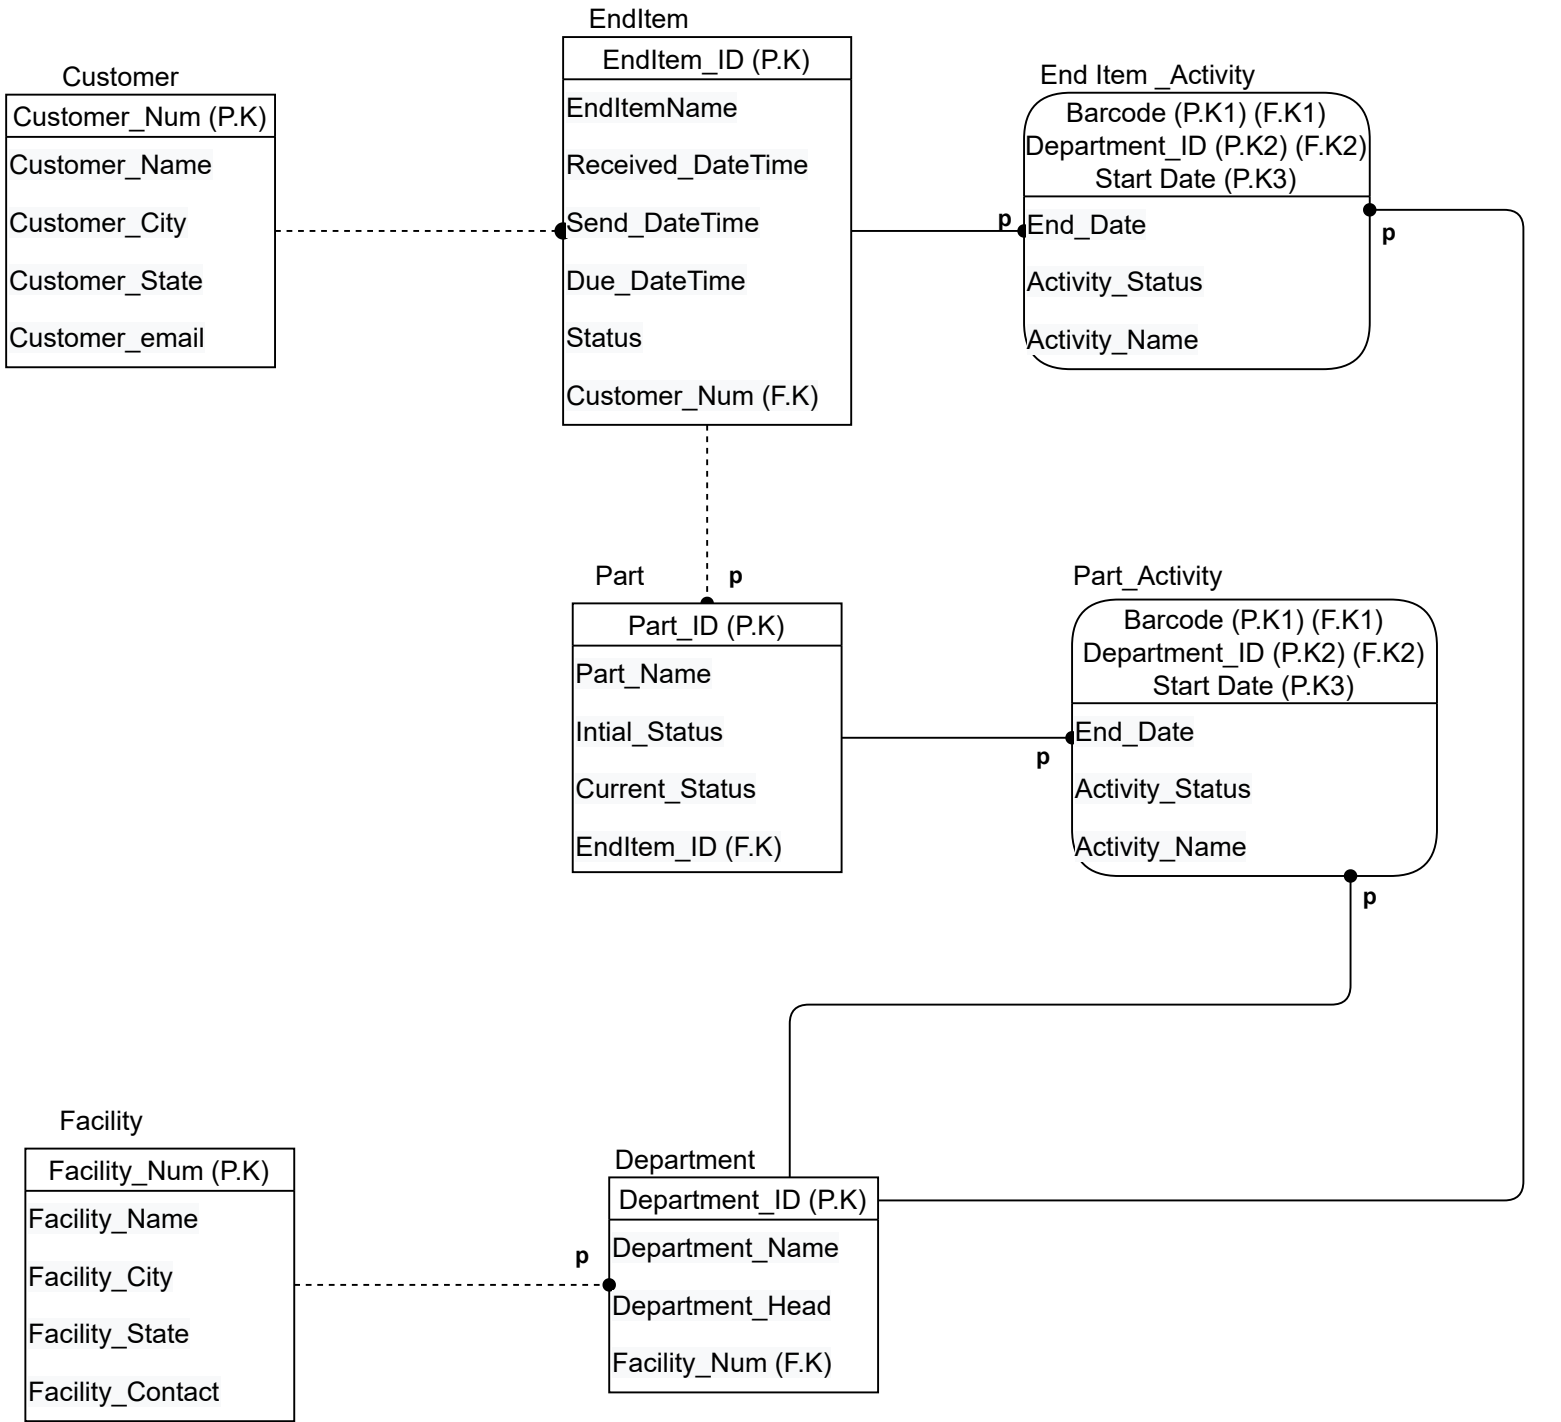 EndItem
EndItem_ID (P.K)
EndItemName
Received_DateTime
Send_DateTime
Due_DateTime
Status
Customer_Num (F.K)
Customer
Customer_Num (P.K)
Customer_Name
Customer_City
Customer_State
Customer_email
End Item _Activity
Barcode (P.K1) (F.K1)
Department_ID (P.K2) (F.K2)
Start Date (P.K3)
End_Date
Activity_Status
Activity_Name
p
p
Part
p
Part_ID (P.K)
Part_Name
Intial_Status
Current_Status
EndItem_ID (F.K)
Part_Activity
Barcode (P.K1) (F.K1)
Department_ID (P.K2) (F.K2)
Start Date (P.K3)
End_Date
Activity_Status
Activity_Name
p
p
Facility
Facility_Num (P.K)
Facility_Name
Facility_City
Facility_State
Facility_Contact
p
Department
Department_ID (P.K)
Department_Name
Department_Head
Facility_Num (F.K)